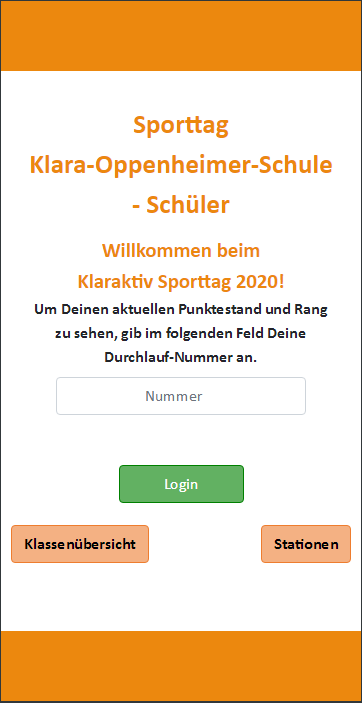 Sporttag
Klara-Oppenheimer-Schule
- Schüler
Willkommen beim
Klaraktiv Sporttag 2020!
Um Deinen aktuellen Punktestand und Rang
zu sehen, gib im folgenden Feld Deine
Durchlauf-Nummer an.
Nummer
Login
Klassenübersicht
Stationen